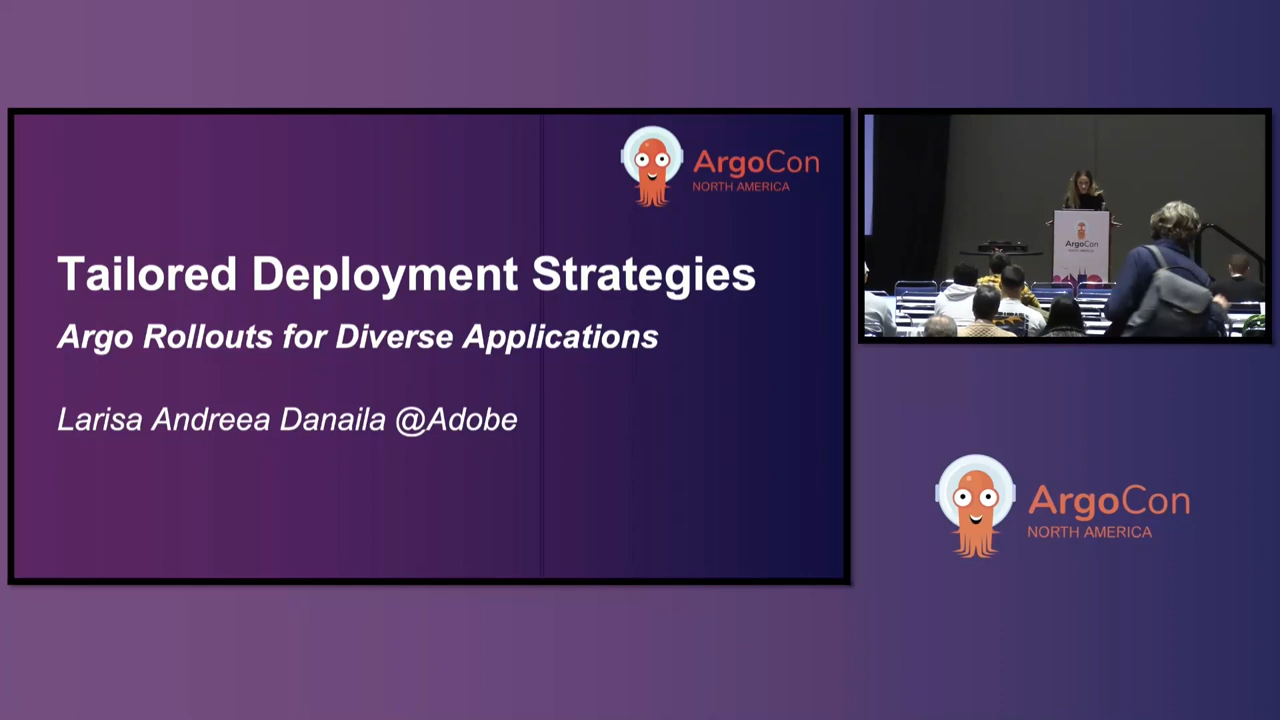 ArgoCon
NORTH AMERICA
Tailored Deployment Strategies
Argo Rollouts for Diverse Applications
Larisa Andreea Danaila @Adobe
ArgoCon
ArgoCon
NORTH AMERICA